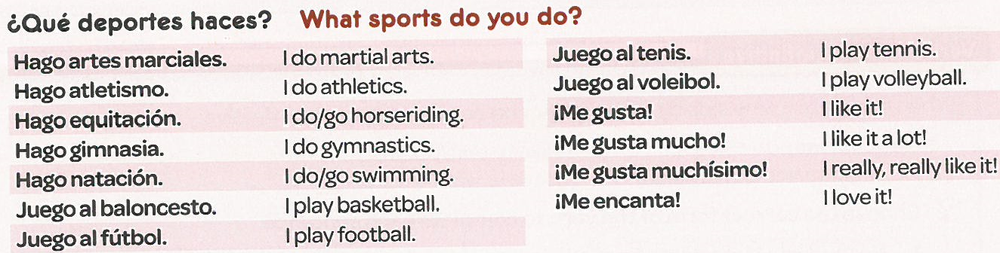 ¿Qué deportes haces? What sports do you do?
Hago artes marciales. I do martial arts.
Hago atletismo. I do athletics.
Hago equitación. I do/go horseriding.
Hago gimnasia. I do gymnastics.
Hago natación. I do/go swimming.
Juego al baloncesto. I play basketball.
Juego al fútbol. I play football.
Juego al tenis. I play tennis.
Juego al voleibol. I play volleyball.
¡Me gusta! I like it!
¡Me gusta mucho! I like it a lot!
¡Me gusta muchísimo! I really, really like it!
¡Me encanta! I love it!